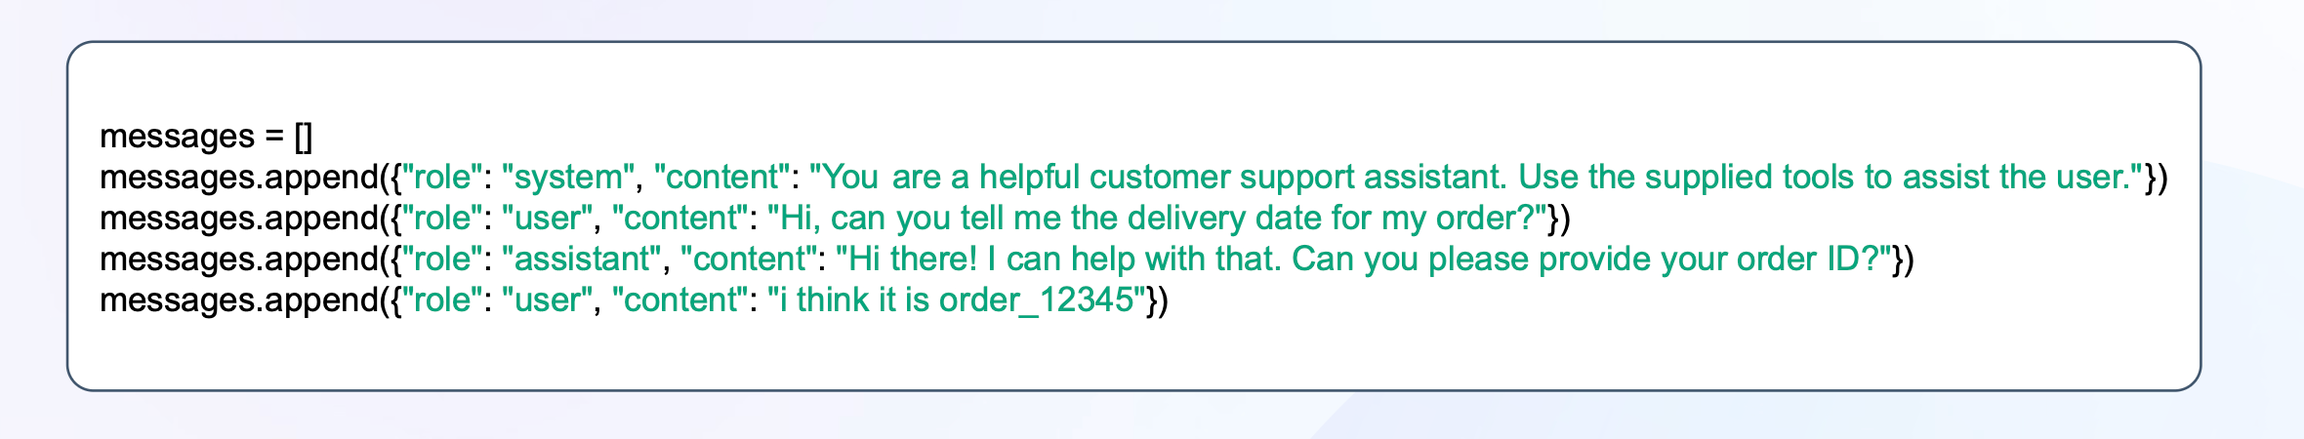 messages = []
messages.append({"role": "system", "content": "You are a helpful customer support assistant. Use the supplied tools to assist the user."})
messages.append({"role": "user", "content": "Hi, can you tell me the delivery date for my order?"})
messages.append({"role": "assistant", "content": "Hi there! I can help with that. Can you please provide your order ID?"})
messages.append({"role": "user", "content": "i think it is order_12345"})